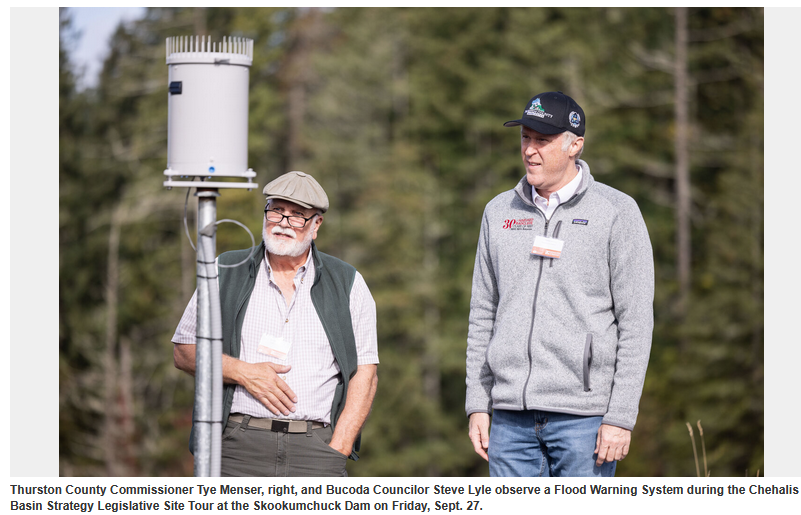 30
Thurston County Commissioner Tye Menser, right, and Bucoda Councilor Steve Lyle observe a Flood Warning System during the Chehalis
Basin Strategy Legislative Site Tour at the Skookumchuck Dam on Friday, Sept. 27.